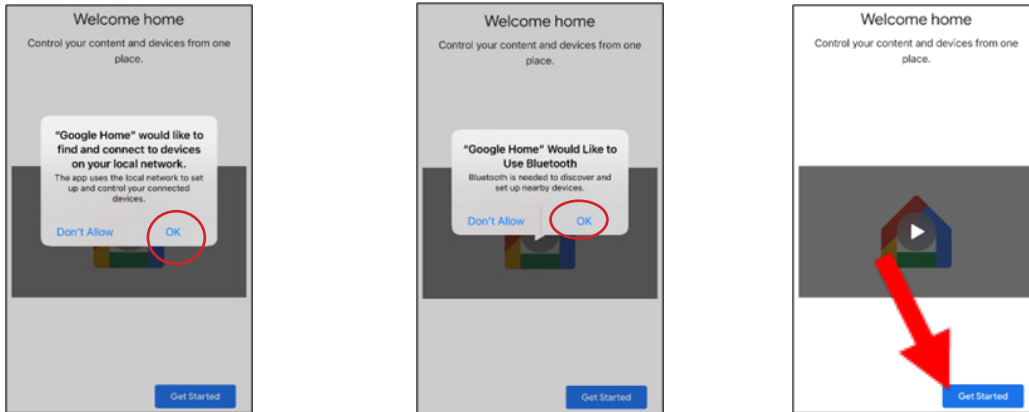 Welcome home
Control your content and devices from one
place.
"Google Home" would like to
find and connect to devices
on your local network.
The app uses the local network to set
up and control your connected
devices.
Don't Allow OK
Get Started
Welcome home
Control your content and devices from one
place.
"Google Home" Would Like to
Use Bluetooth
Bluetooth is needed to discover and
set up nearby devices.
Don't Allow OK
Get Started
Welcome home
Control your content and devices from one
place.
Get Started